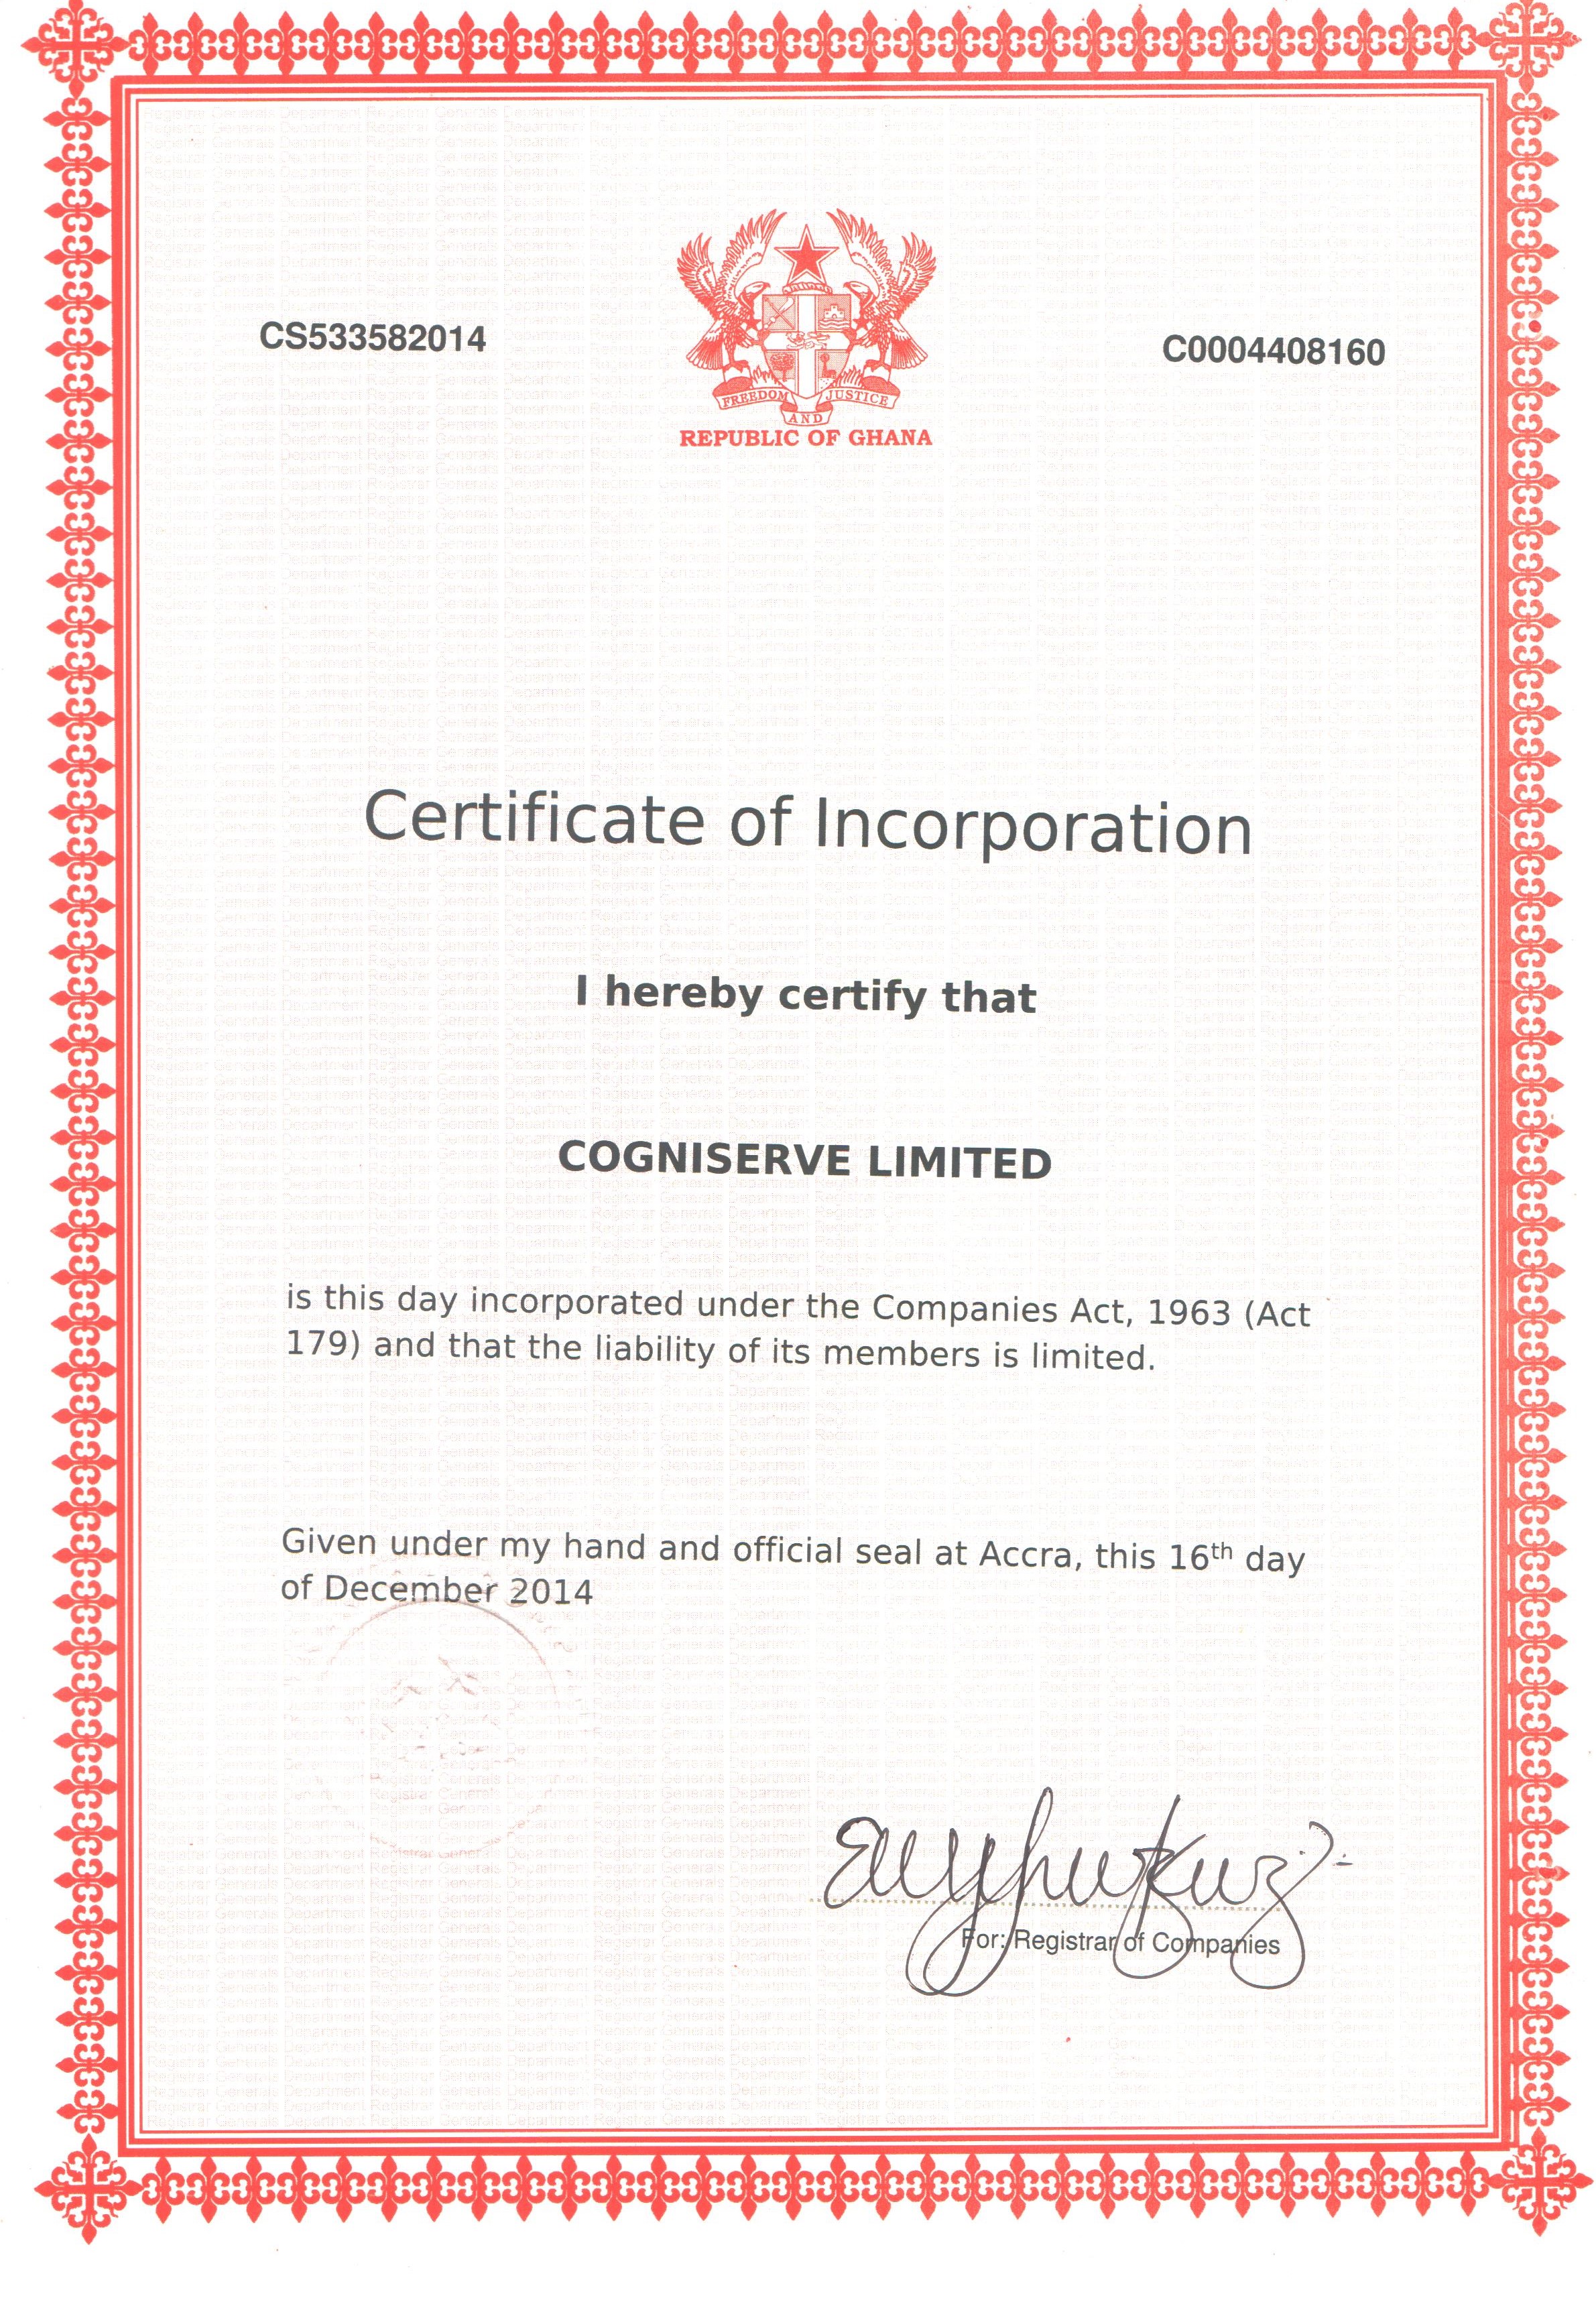 CS533582014
C0004408160
FREEDOM AND JUSTICE
REPUBLIC OF GHANA
Certificate of Incorporation
I hereby certify that
COGNISERVE LIMITED
is this day incorporated under the Companies Act, 1963 (Act
179) and that the liability of its members is limited.
Given under my hand and official seal at Accra, this 16th day
of December 2014
For: Registrar of Companies